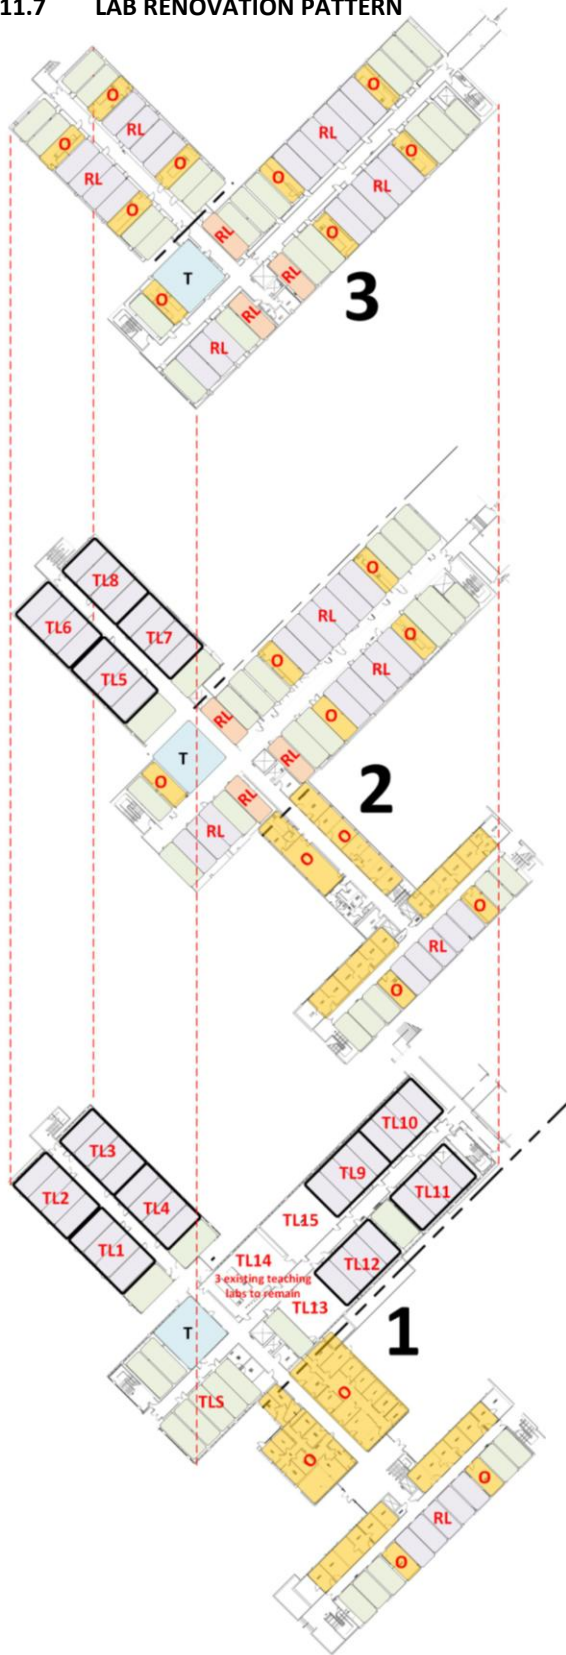 11.7 LAB RENOVATION PATTERN
O
RL
O
O
RL
O
O
RL
O
RL
O
RL
O
RL
T
O
RL
RL
3
TL8
TL7
TL6
TL5
O
RL
O
RL
O
RL
O
RL
T
O
RL
RL
2
O
O
O
RL
O
TL3
TL4
TL2
TL1
TL10
TL9
TL11
TL15
TL12
TL14
3 existing teaching
labs to remain
TL13
T
TLS
1
O
O
O
RL
O